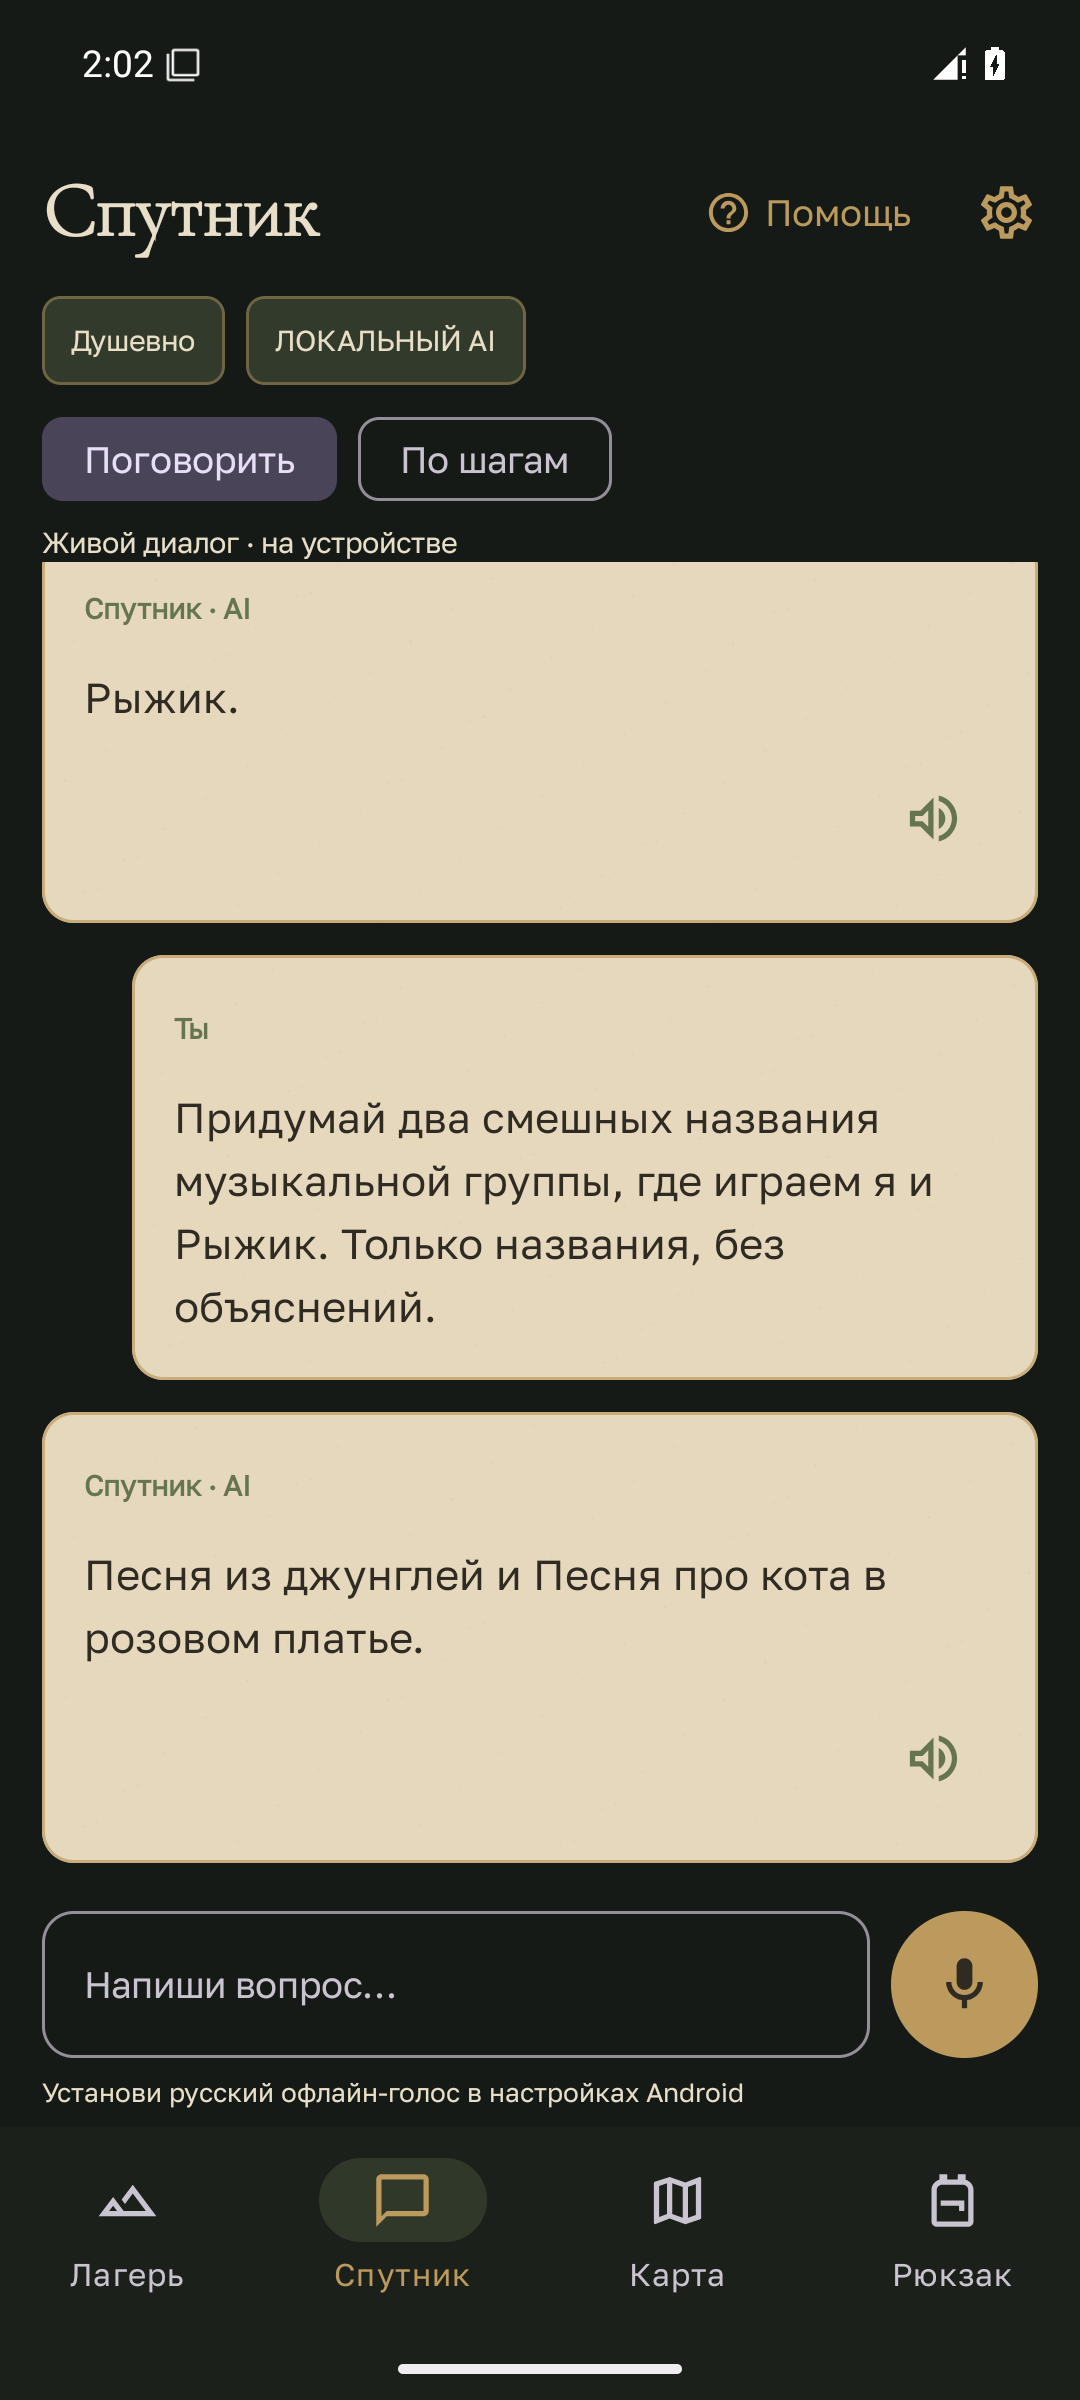 2:02
Спутник
Помощь
Душевно
ЛОКАЛЬНЫЙ AI
Поговорить
По шагам
Живой диалог · на устройстве
Спутник · AI
Рыжик.
Ты
Придумай два смешных названия
музыкальной группы, где играем я и
Рыжик. Только названия, без
объяснений.
Спутник · AI
Песня из джунглей и Песня про кота в
розовом платье.
Напиши вопрос...
Установи русский офлайн-голос в настройках Android
Лагерь
Спутник
Карта
Рюкзак